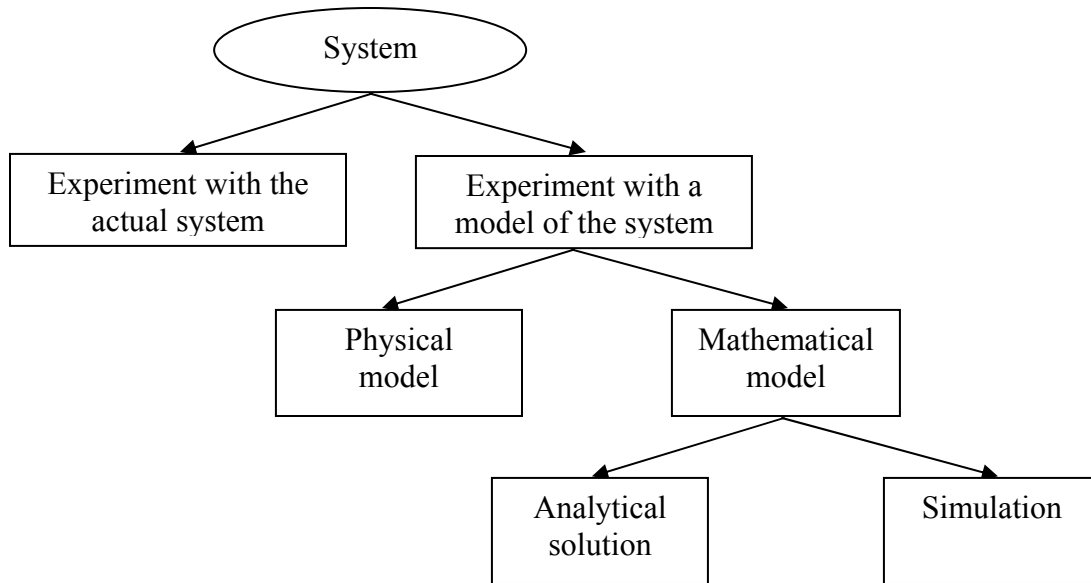 System
Experiment with the
actual system
Experiment with a
model of the system
Physical
model
Mathematical
model
Analytical
solution
Simulation